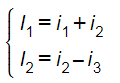 I₁ = i₁ + i₂
I₂ = i₂ − i₃